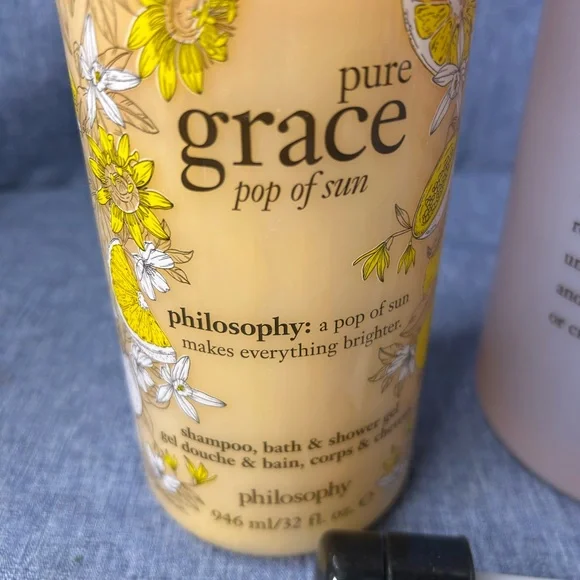 pure
grace
pop of sun
philosophy: a pop of sun
makes everything brighter.
shampoo, bath & shower gel
gel douche & bain, corps &
philosophy
946 ml/32 fl. oz. e
or